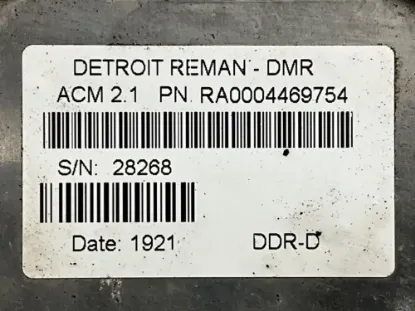 DETROIT REMAN - DMR
ACM 2.1 PN RA0004469754
S/N: 28268
Date: 1921 DDR-D